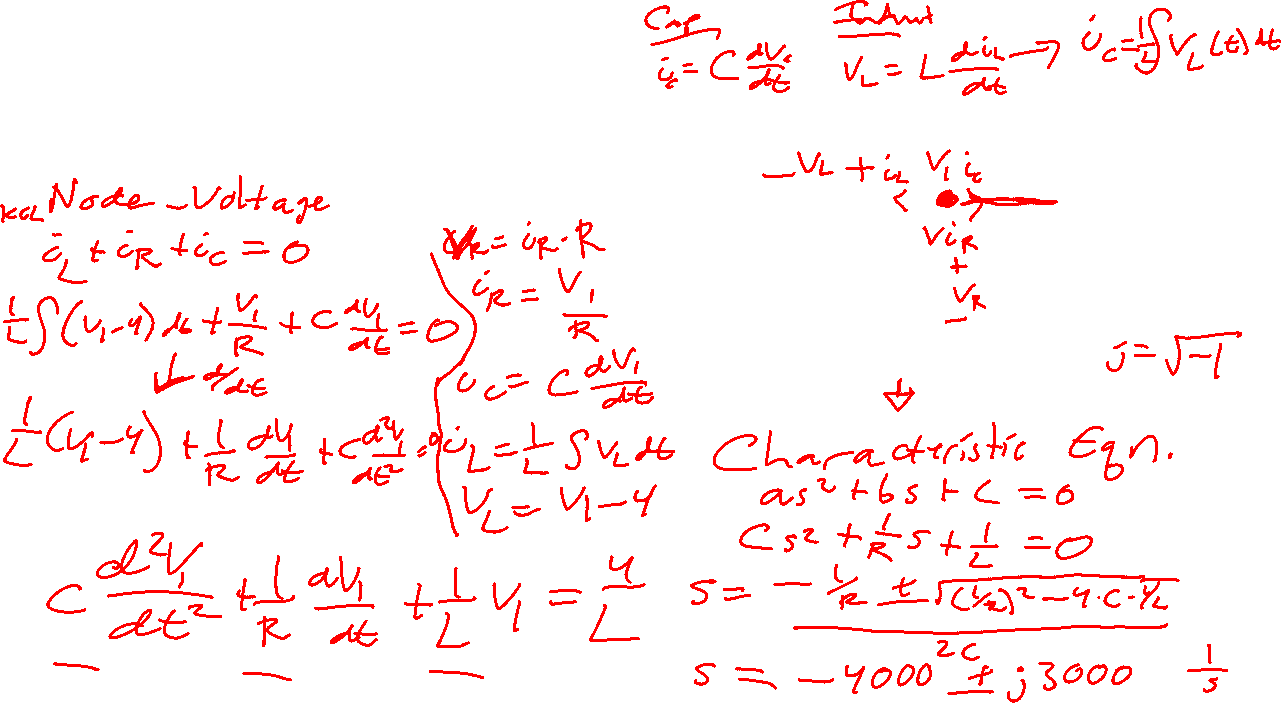 Cap
i_c = C dV_c/dt
V_L = L di_L/dt → i_c = 1/L ∫ V_L(t) dt
- V_L + i_L V_1 i_c
< >
V i_R
+
V_R
-
KCL Node-Voltage
i_L + i_R + i_C = 0
1/L ∫(V_1-4) dt + V_1/R + C dV_1/dt = 0
↓ d/dt
1/L (V_1-4) + 1/R dV_1/dt + C d²V_1/dt² = 0
C d²V_1/dt² + 1/R dV_1/dt + 1/L V_1 = 4/L
V_R = i_R · R
i_R = V_1/R
i_C = C dV_1/dt
i_L = 1/L ∫ V_L dt
V_L = V_1 - 4
j = √-1
↓
Characteristic Eqn.
as² + bs + c = 0
Cs² + 1/R s + 1/L = 0
s = (-1/R ± √((1/R)² - 4·C·1/L)) / 2C
s = -4000 ± j3000 1/s